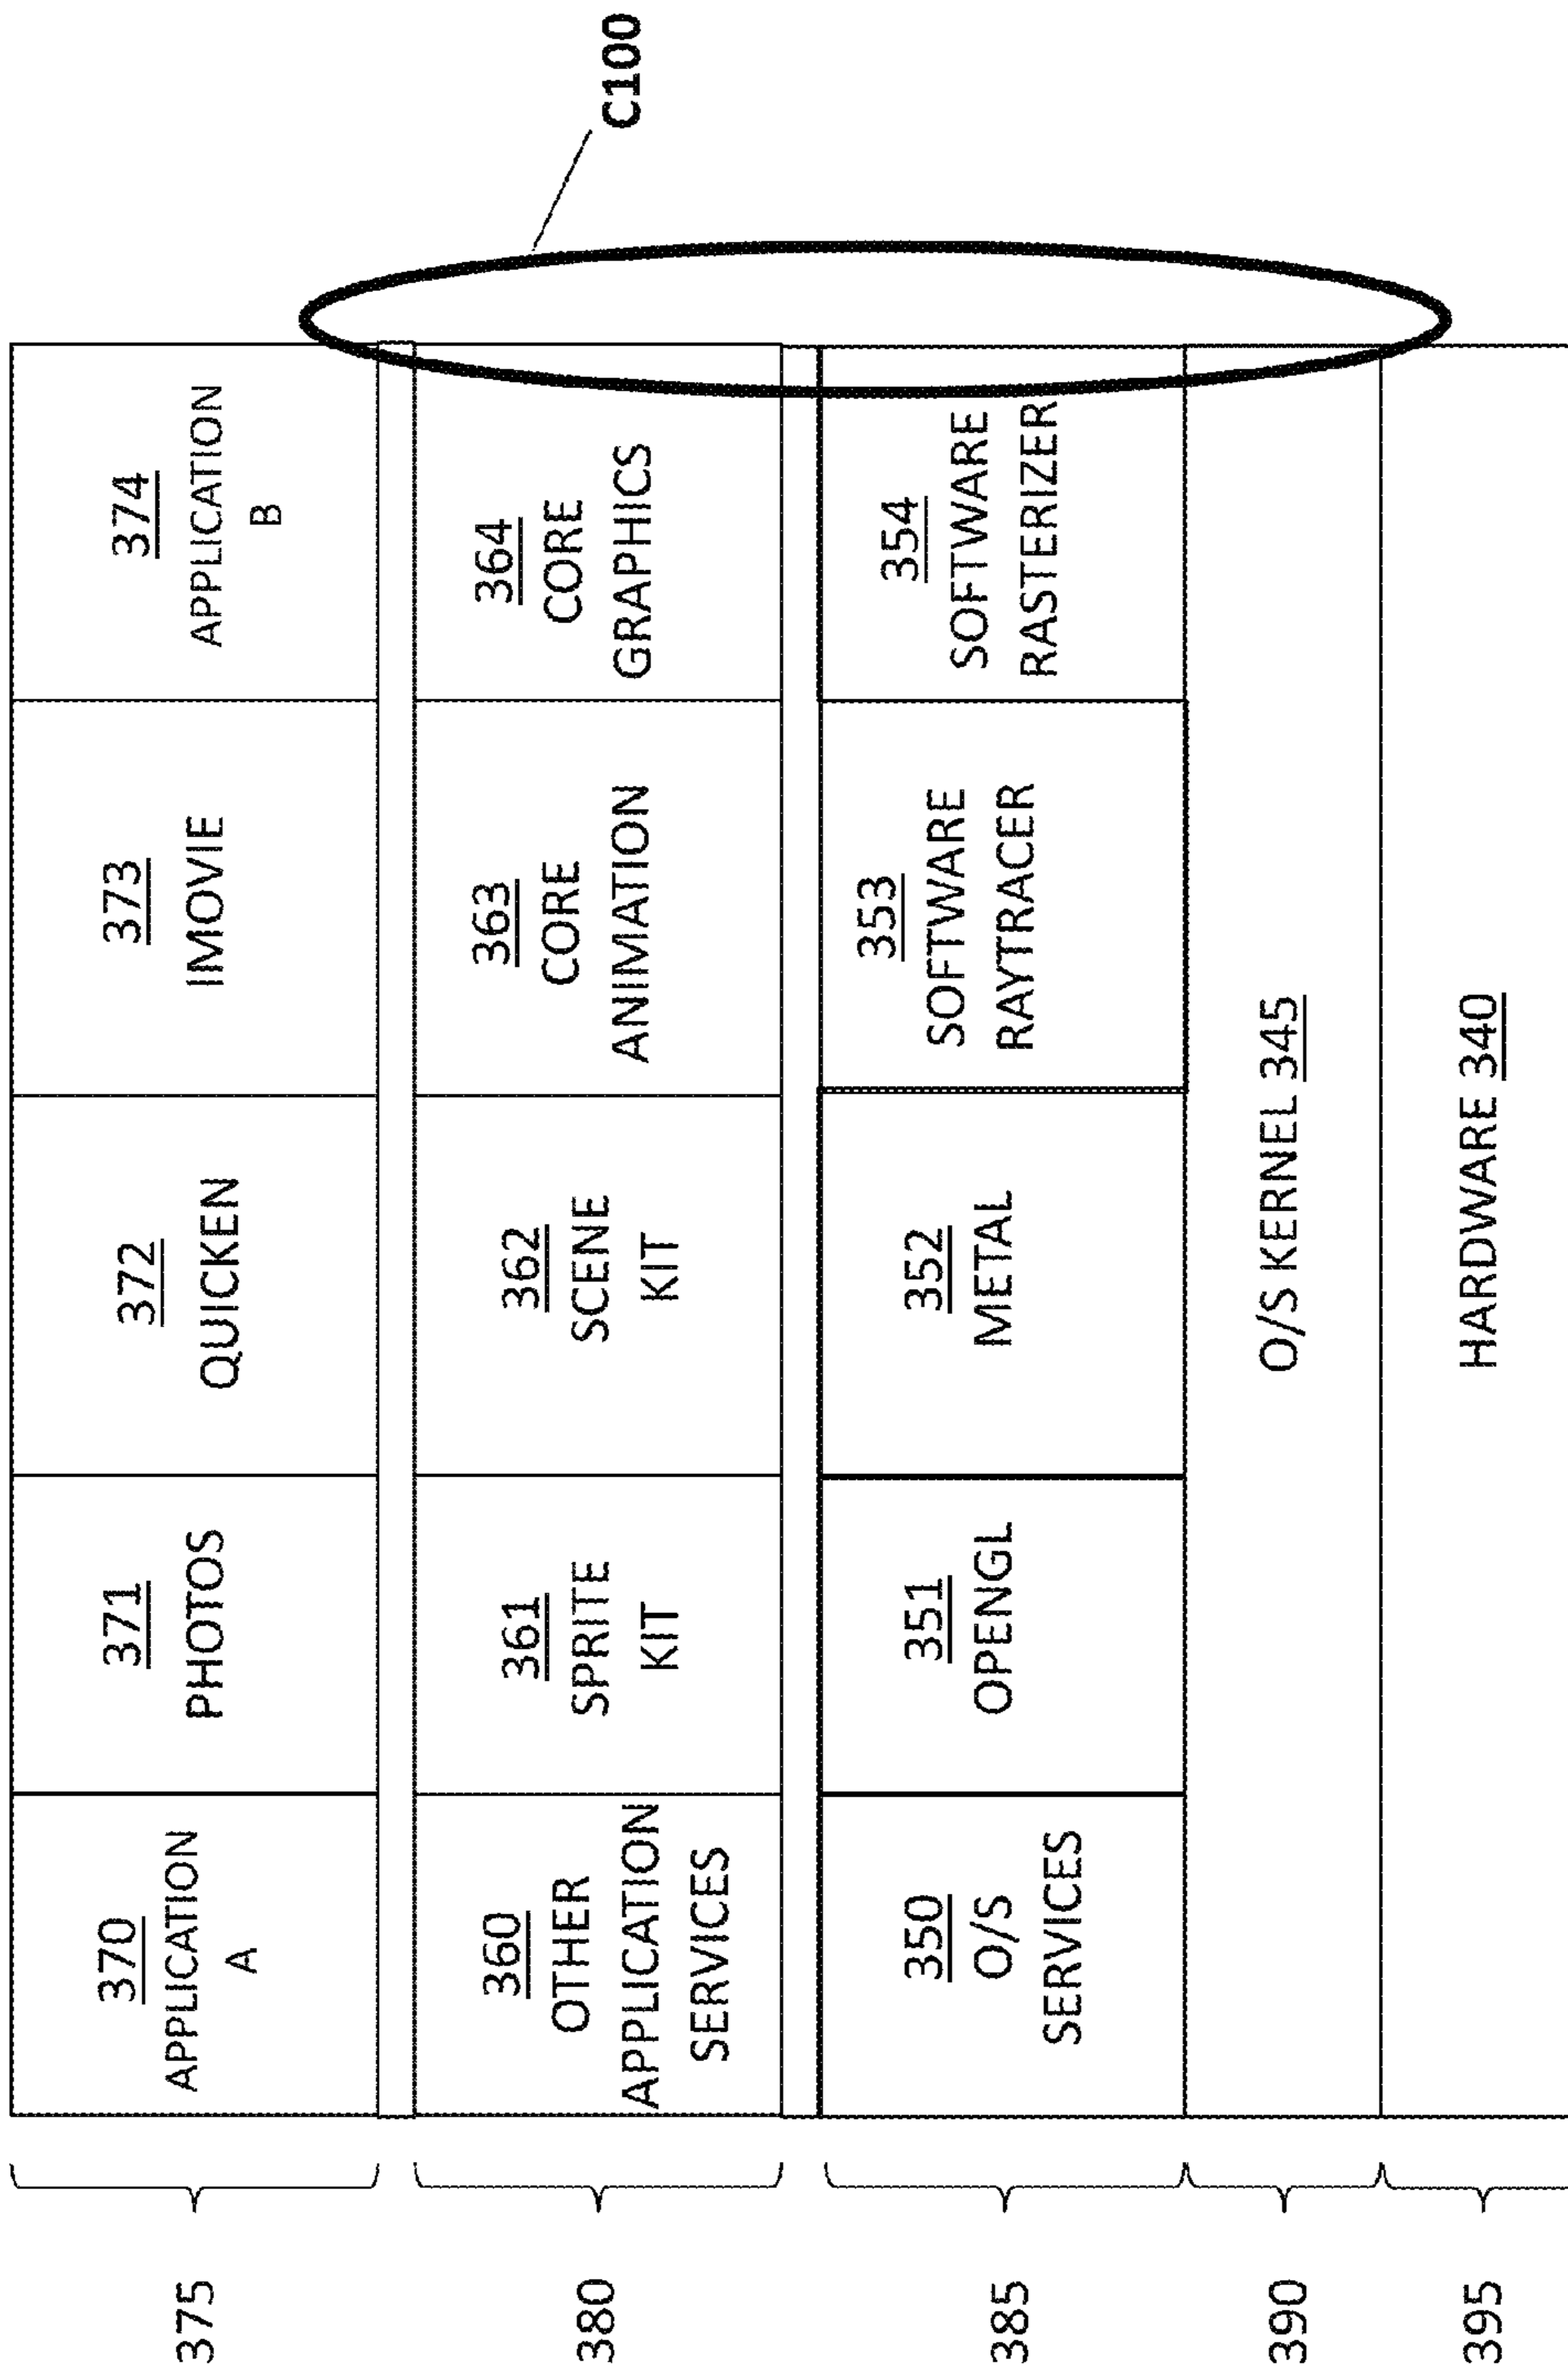 375
370
APPLICATION
A
371
PHOTOS
372
QUICKEN
373
IMOVIE
374
APPLICATION
B
380
360
OTHER
APPLICATION
SERVICES
361
SPRITE
KIT
362
SCENE
KIT
363
CORE
ANIMATION
364
CORE
GRAPHICS
C100
385
350
O/S
SERVICES
351
OPENGL
352
METAL
353
SOFTWARE
RAYTRACER
354
SOFTWARE
RASTERIZER
390
O/S KERNEL 345
395
HARDWARE 340